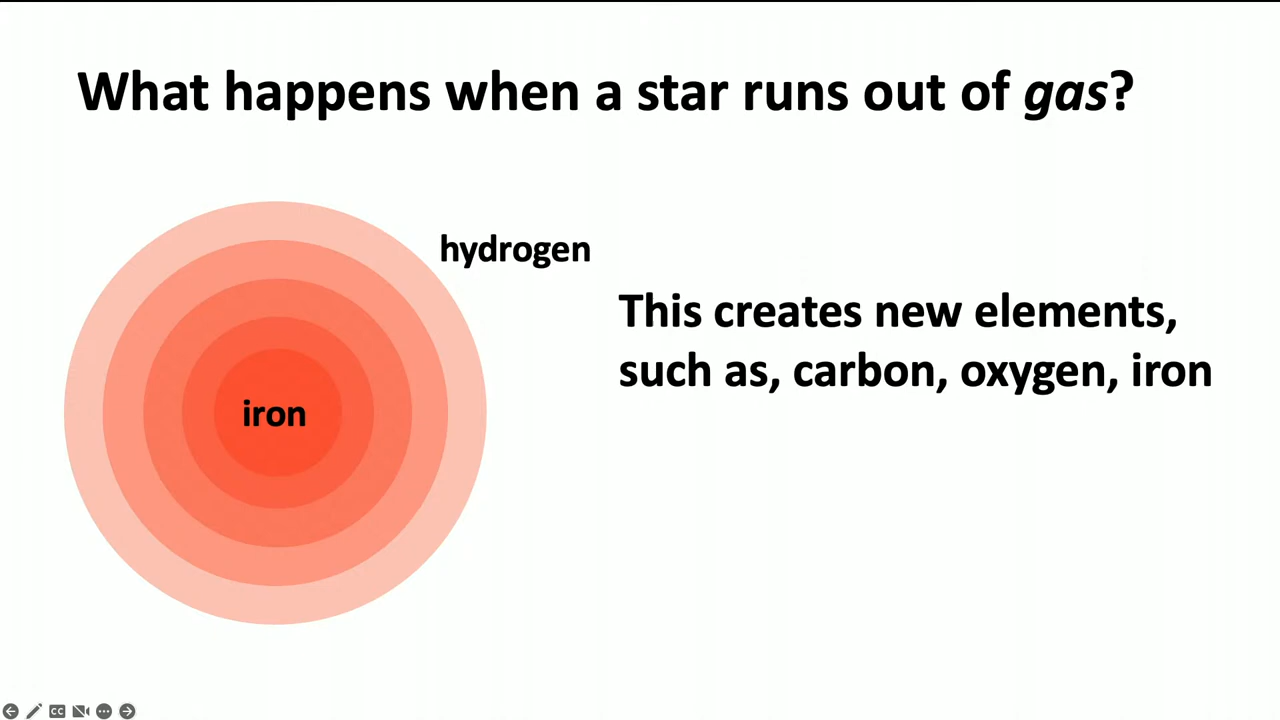 What happens when a star runs out of gas?
hydrogen
This creates new elements,
such as, carbon, oxygen, iron
iron
CC